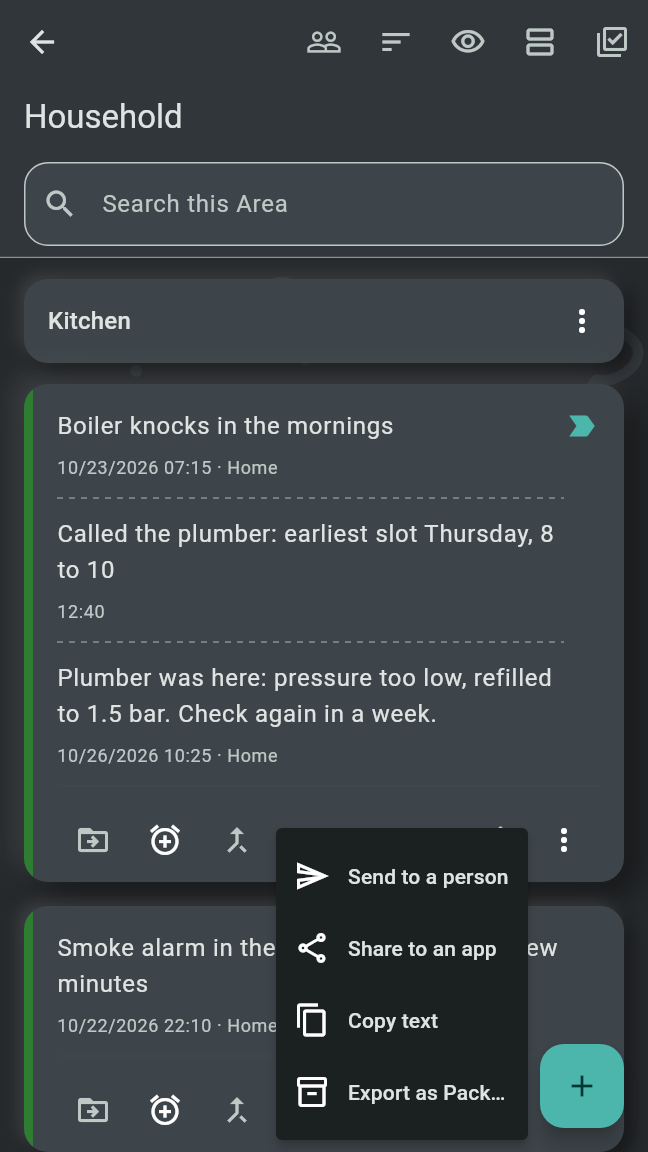 Household
Search this Area
Kitchen
Boiler knocks in the mornings
10/23/2026 07:15 · Home
Called the plumber: earliest slot Thursday, 8
to 10
12:40
Plumber was here: pressure too low, refilled
to 1.5 bar. Check again in a week.
10/26/2026 10:25 · Home
Send to a person
Share to an app
Copy text
Export as Pack…
Smoke alarm in the
minutes
10/22/2026 22:10 · Home